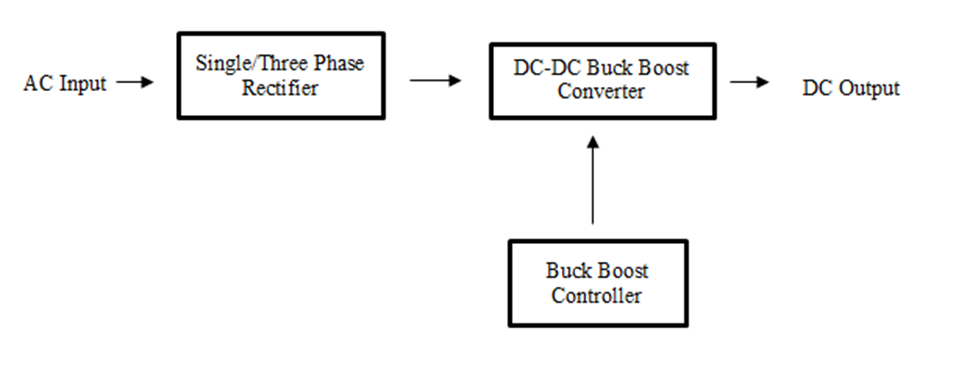 AC Input
Single/Three Phase
Rectifier
DC-DC Buck Boost
Converter
DC Output
Buck Boost
Controller